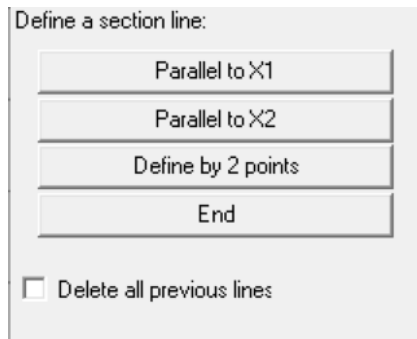 Define a section line:
Parallel to X1
Parallel to X2
Define by 2 points
End
Delete all previous lines